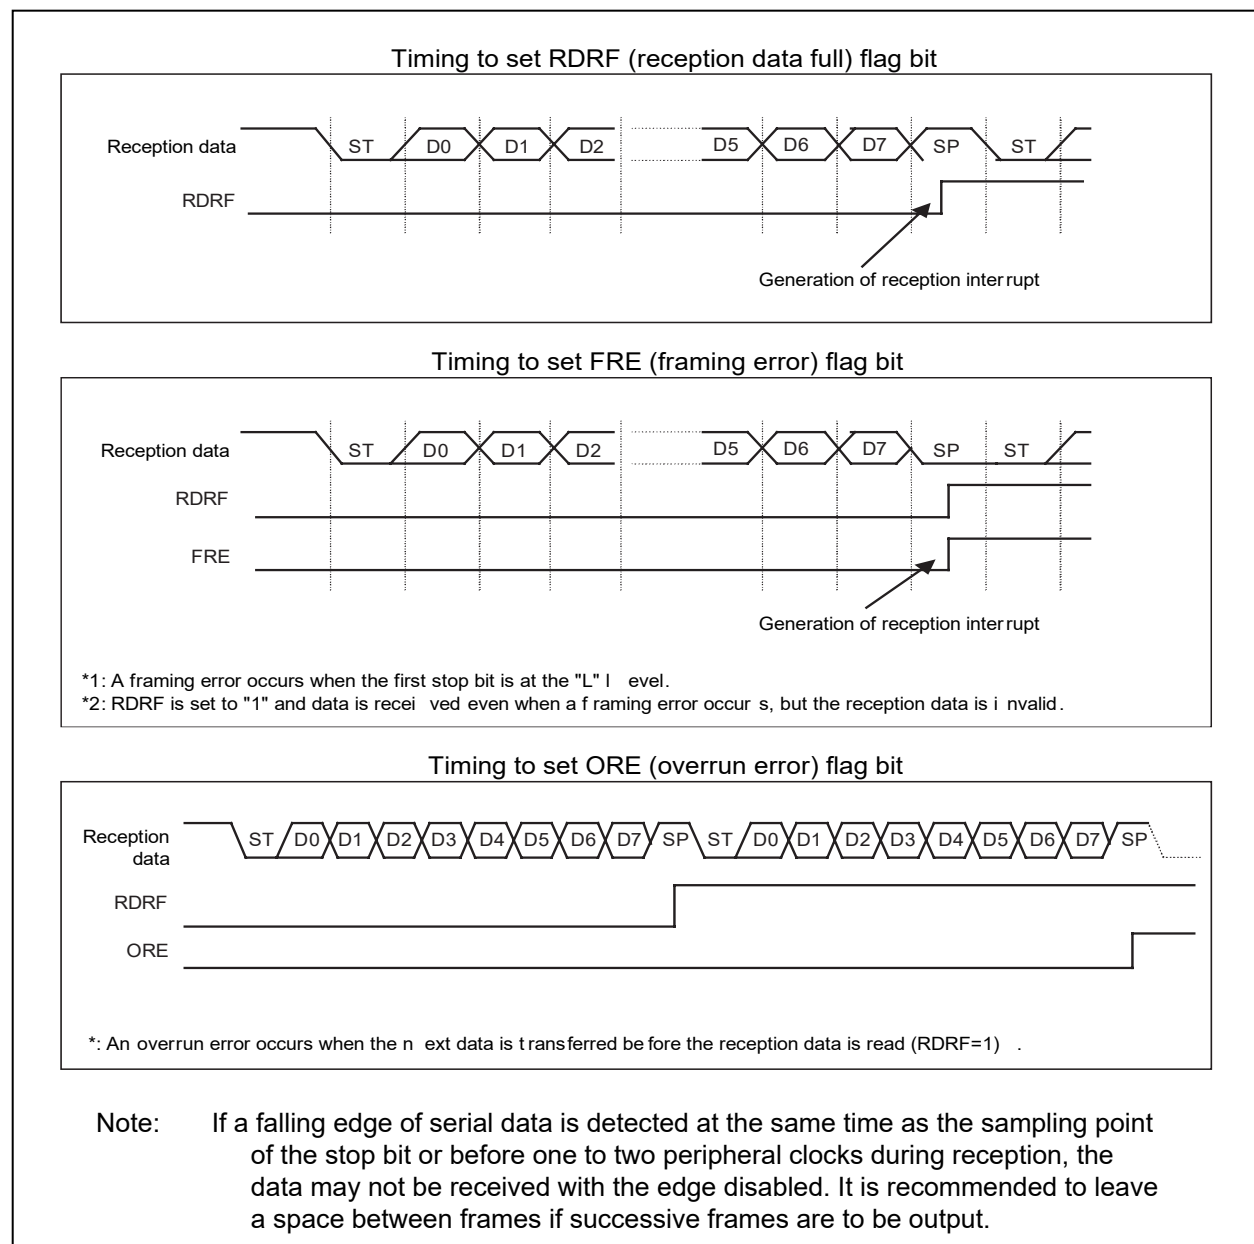 Timing to set RDRF (reception data full) flag bit
Reception data ST D0 D1 D2 D5 D6 D7 SP ST
RDRF
Generation of reception interrupt
Timing to set FRE (framing error) flag bit
Reception data ST D0 D1 D2 D5 D6 D7 SP ST
RDRF
FRE
Generation of reception interrupt
*1: A framing error occurs when the first stop bit is at the "L" l evel.
*2: RDRF is set to "1" and data is recei ved even when a f raming error occur s, but the reception data is i nvalid.
Timing to set ORE (overrun error) flag bit
Reception
data
ST D0 D1 D2 D3 D4 D5 D6 D7 SP ST D0 D1 D2 D3 D4 D5 D6 D7 SP
RDRF
ORE
*: An overrun error occurs when the n ext data is t ransferred be fore the reception data is read (RDRF=1) .
Note: If a falling edge of serial data is detected at the same time as the sampling point
of the stop bit or before one to two peripheral clocks during reception, the
data may not be received with the edge disabled. It is recommended to leave
a space between frames if successive frames are to be output.